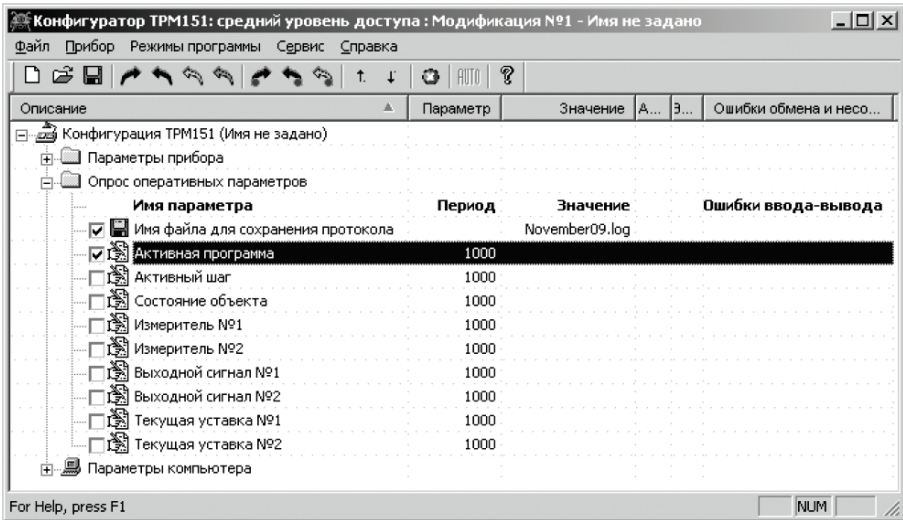 Конфигуратор ТРМ151: средний уровень доступа : Модификация №1 - Имя не задано
Файл Прибор Режимы программы Сервис Справка
AUTO
Описание Параметр Значение А... Э... Ошибки обмена и несо...
Конфигурация ТРМ151 (Имя не задано)
Параметры прибора
Опрос оперативных параметров
Имя параметра Период Значение Ошибки ввода-вывода
Имя файла для сохранения протокола November09.log
Активная программа 1000
Активный шаг 1000
Состояние объекта 1000
Измеритель №1 1000
Измеритель №2 1000
Выходной сигнал №1 1000
Выходной сигнал №2 1000
Текущая уставка №1 1000
Текущая уставка №2 1000
Параметры компьютера
For Help, press F1 NUM